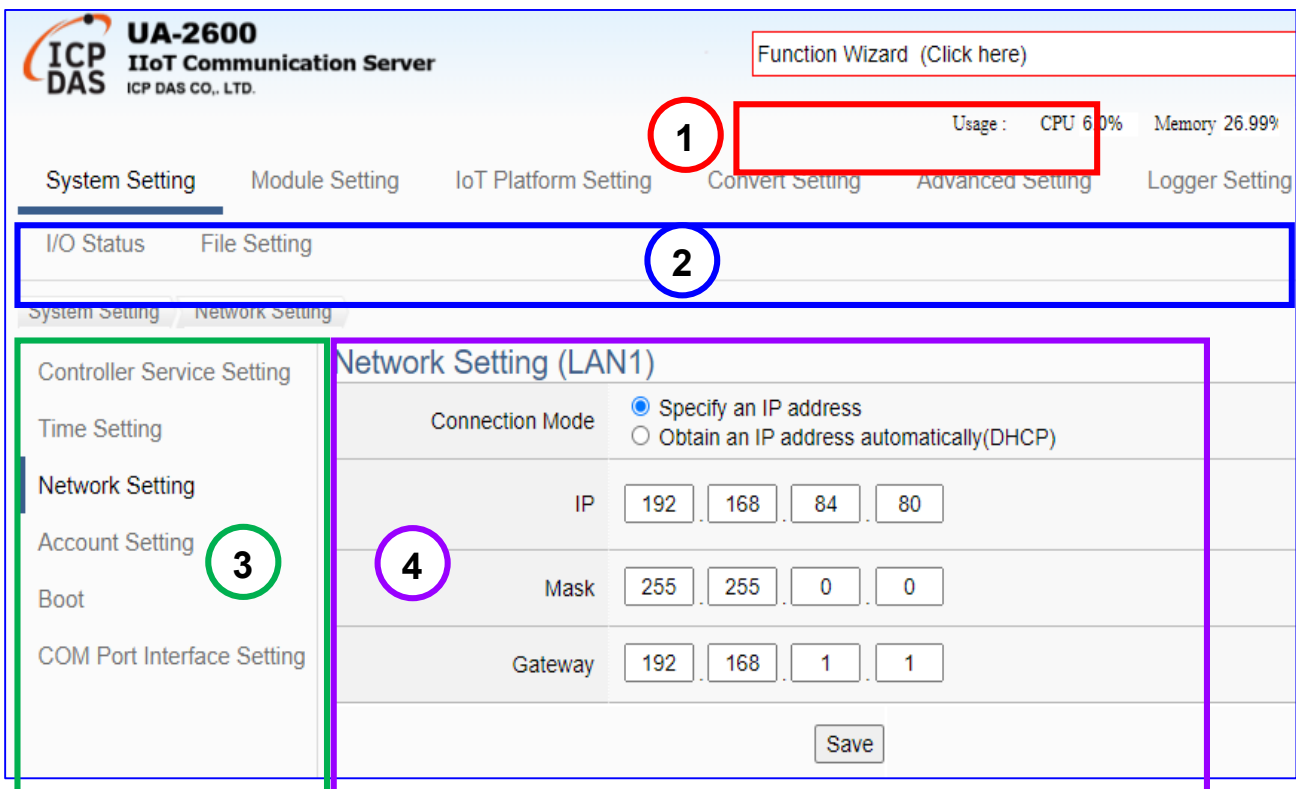 ICP DAS
UA-2600
IIoT Communication Server
ICP DAS CO,. LTD.
Function Wizard (Click here)
1
Usage : CPU 6.0% Memory 26.99%
System Setting Module Setting IoT Platform Setting Convert Setting Advanced Setting Logger Setting
I/O Status File Setting
2
System Setting Network Setting
Controller Service Setting
Time Setting
Network Setting
Account Setting
3
Boot
COM Port Interface Setting
Network Setting (LAN1)
Connection Mode
Specify an IP address
Obtain an IP address automatically(DHCP)
IP 192 . 168 . 84 . 80
4
Mask 255 . 255 . 0 . 0
Gateway 192 . 168 . 1 . 1
Save